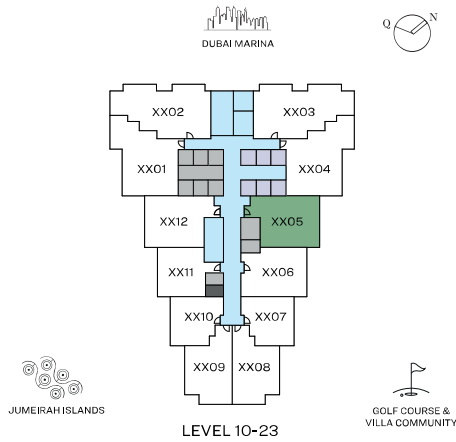 DUBAI MARINA
Q
N
XX02
XX03
XX01
XX04
XX12
XX05
XX11
XX06
XX10
XX07
XX09
XX08
JUMEIRAH ISLANDS
GOLF COURSE &
VILLA COMMUNITY
LEVEL 10-23